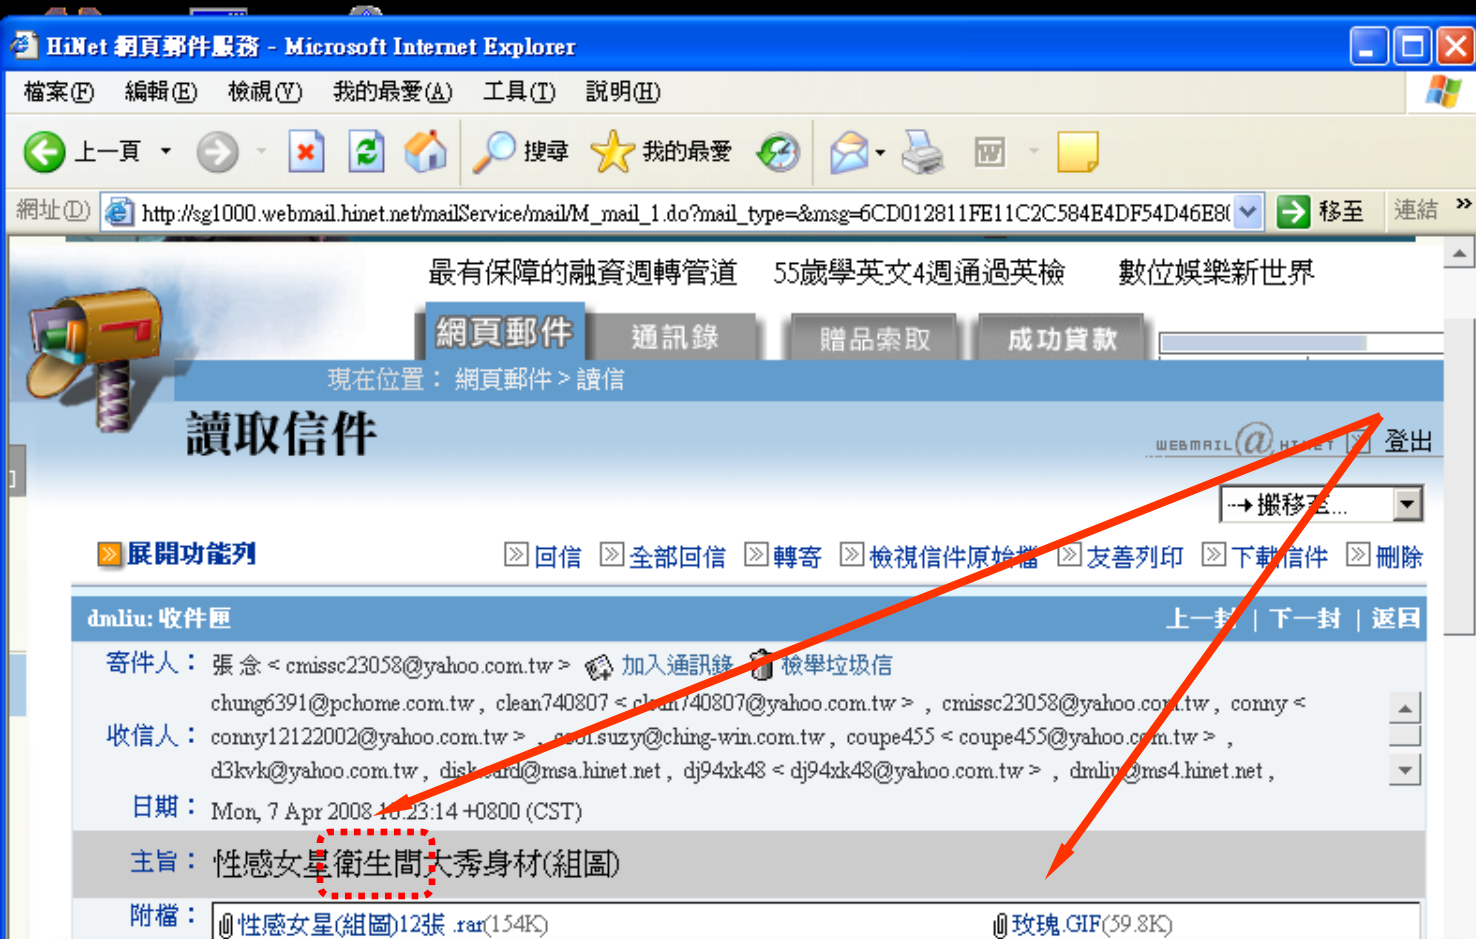 HiNet 網頁郵件服務 - Microsoft Internet Explorer
檔案(F) 編輯(E) 檢視(V) 我的最愛(A) 工具(T) 說明(H)
上一頁 搜尋 我的最愛
網址(D) http://sg1000.webmail.hinet.net/mailService/mail/M_mail_1.do?mail_type=&msg=6CD012811FE11C2C584E4DF54D46E8( 移至 連結 »
最有保障的融資週轉管道 55歲學英文4週通過英檢 數位娛樂新世界
網頁郵件 通訊錄 贈品索取 成功貸款
現在位置： 網頁郵件 > 讀信
讀取信件
WEBMAIL @ HINET 登出
搬移至...
展開功能列 回信 全部回信 轉寄 檢視信件原始檔 友善列印 下載信件 刪除
dmliu: 收件匣 上一封 | 下一封 | 返回
寄件人： 張 念 < cmissc23058@yahoo.com.tw > 加入通訊錄 檢舉垃圾信
chung6391@pchome.com.tw , clean740807 < clean740807@yahoo.com.tw > , cmissc23058@yahoo.com.tw , conny <
收信人： conny12122002@yahoo.com.tw > , cool.suzy@ching-win.com.tw , coupe455 < coupe455@yahoo.com.tw > ,
d3kvk@yahoo.com.tw , disk.card@msa.hinet.net , dj94xk48 < dj94xk48@yahoo.com.tw > , dmliu@ms4.hinet.net ,
日期： Mon, 7 Apr 2008 :23:14 +0800 (CST)
主旨： 性感女星衛生間大秀身材(組圖)
附檔： 性感女星(組圖)12張 .rar(154K) 玫瑰.GIF(59.8K)